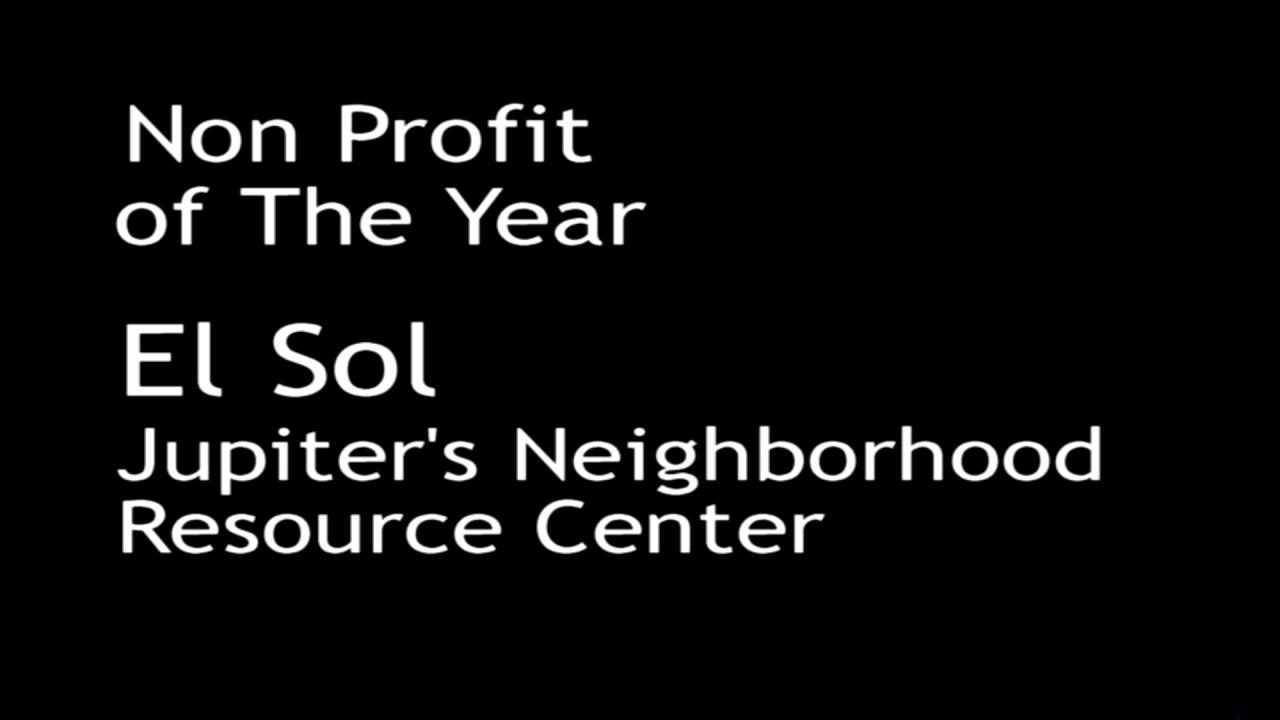 Non Profit
of The Year
El Sol
Jupiter's Neighborhood
Resource Center